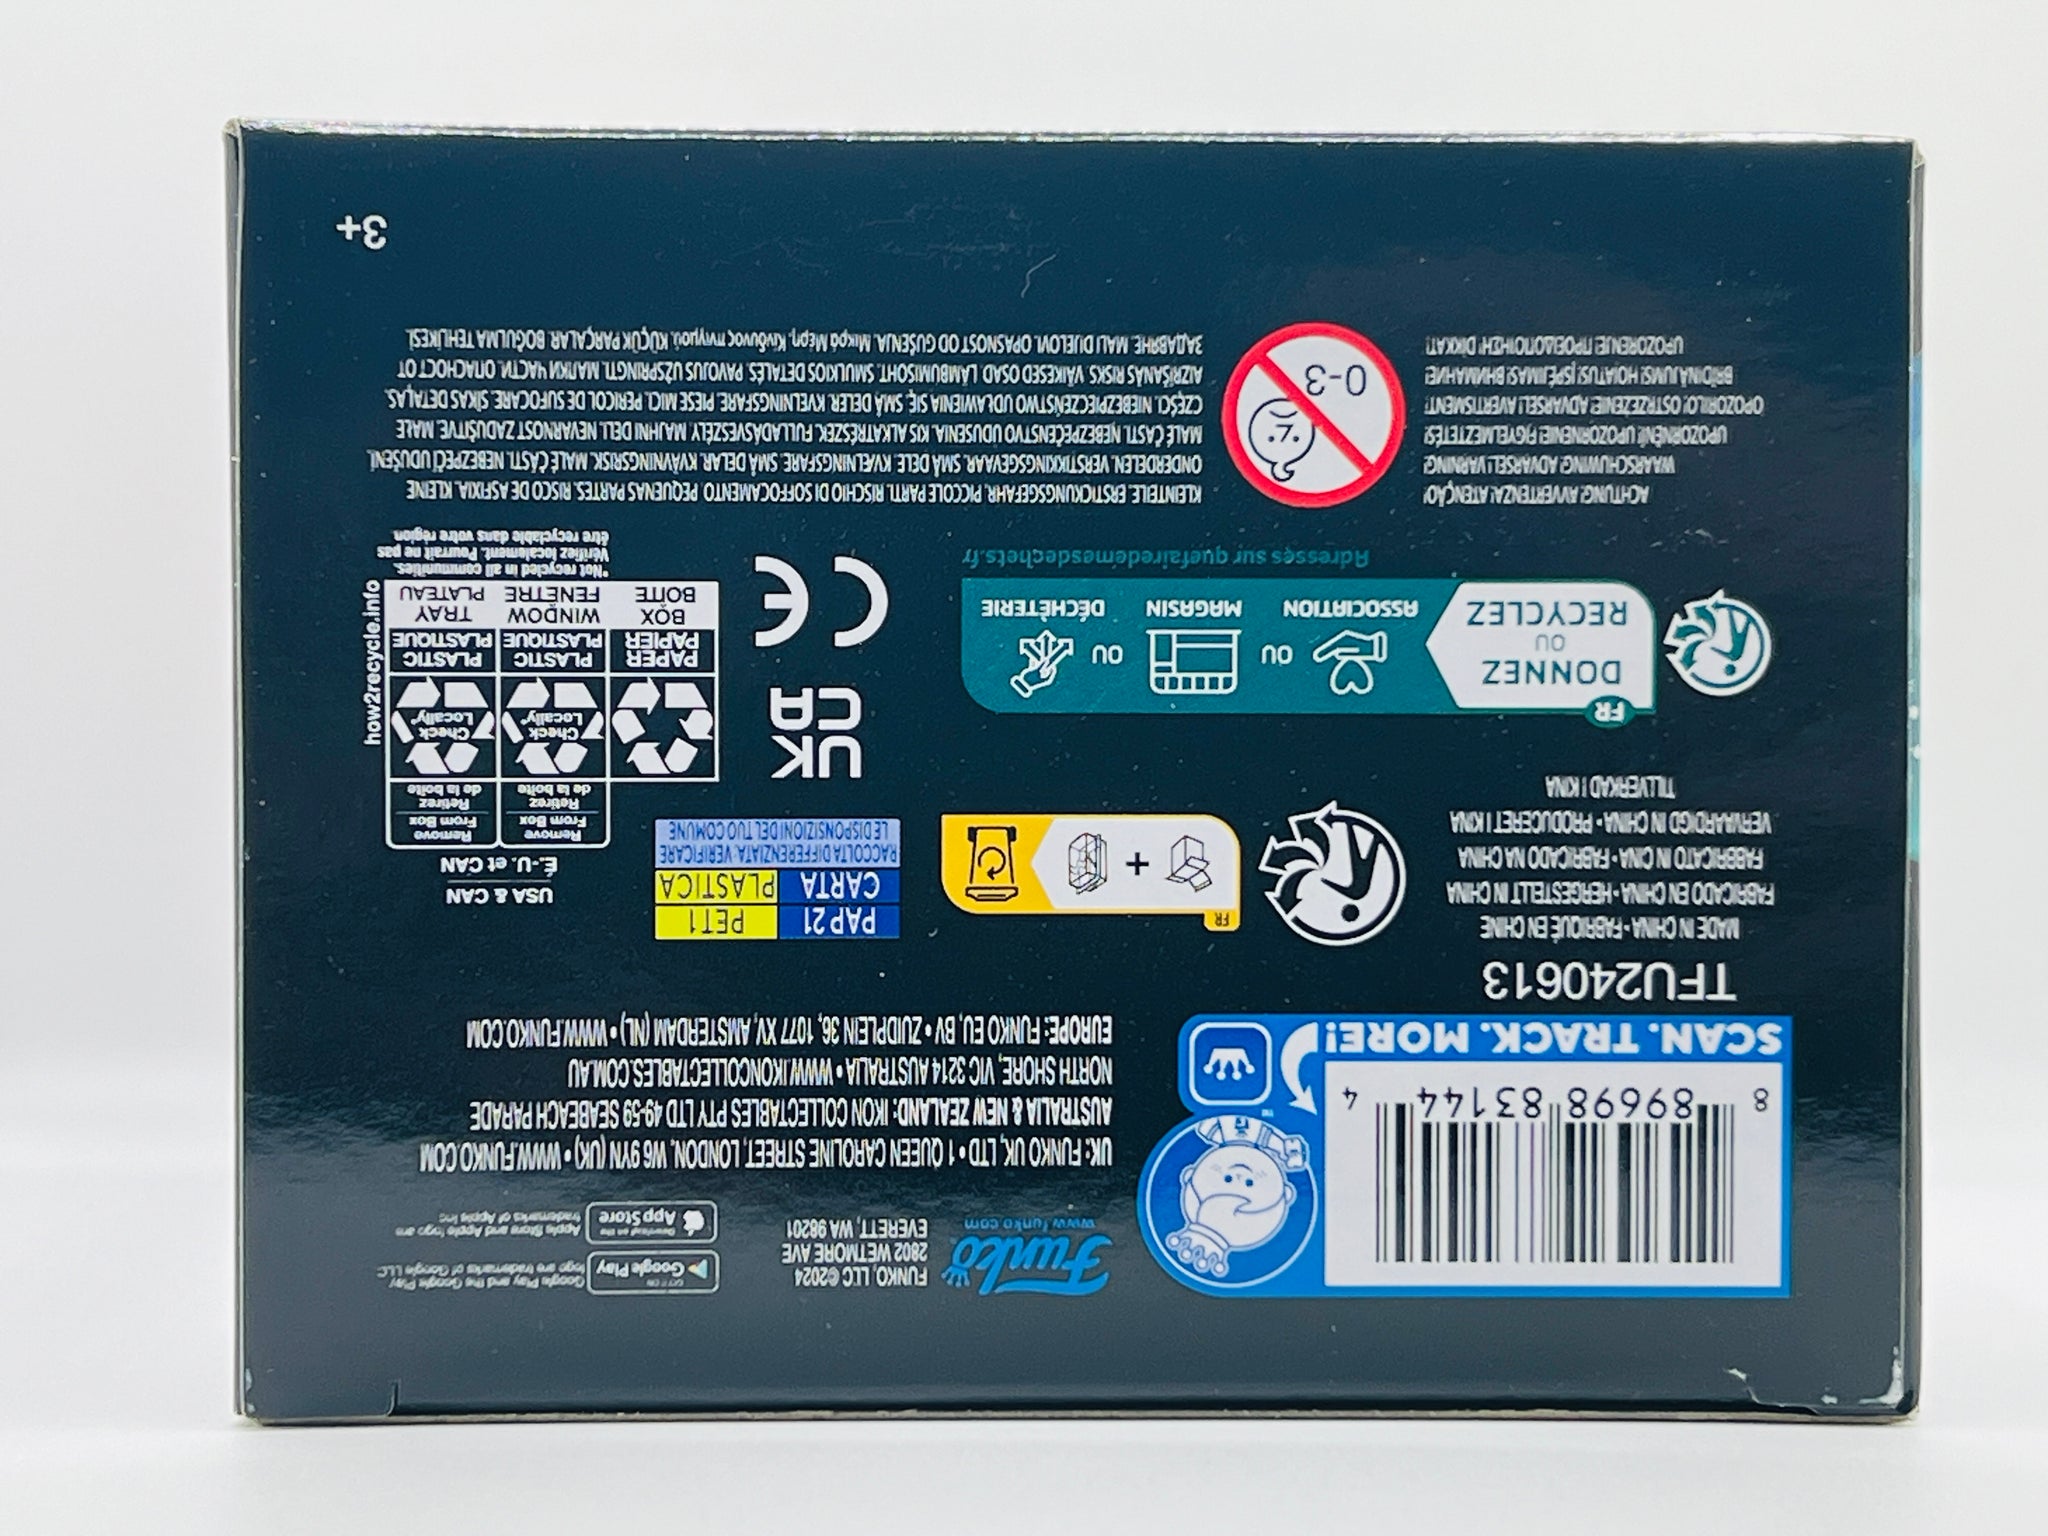 8 89698 83144 4
SCAN. TRACK. MORE!
TFU240613
MADE IN CHINA • FABRIQUÉ EN CHINE
FABRICADO EN CHINA • HERGESTELLT IN CHINA
FABBRICATO IN CINA • FABRICADO NA CHINA
VERVAARDIGD IN CHINA • PRODUCERET I KINA
TILLVERKAD I KINA
Funko
www.funko.com
FUNKO, LLC ©2024
2802 WETMORE AVE
EVERETT, WA 98201
GET IT ON
Google Play
Google Play and the Google Play
logo are trademarks of Google LLC
Download on the
App Store
Apple Store and Apple logo are
trademarks of Apple Inc
UK: FUNKO UK, LTD • 1 QUEEN CAROLINE STREET, LONDON, W6 9YN (UK) • WWW.FUNKO.COM
AUSTRALIA & NEW ZEALAND: IKON COLLECTABLES PTY LTD 49-59 SEABEACH PARADE
NORTH SHORE, VIC 3214 AUSTRALIA • WWW.IKONCOLLECTABLES.COM.AU
EUROPE: FUNKO EU, BV • ZUIDPLEIN 36, 1077 XV, AMSTERDAM (NL) • WWW.FUNKO.COM
FR
+
PAP 21
PET 1
CARTA
PLASTICA
RACCOLTA DIFFERENZIATA. VERIFICARE
LE DISPOSIZIONI DEL TUO COMUNE
USA & CAN
É.-U. et CAN
Remove
From Box
Retirez
de la boîte
Remove
From Box
Retirez
de la boîte
Check
Locally*
Check
Locally*
PAPER
PAPIER
PLASTIC
PLASTIQUE
PLASTIC
PLASTIQUE
BOX
BOÎTE
WINDOW
FENÊTRE
TRAY
PLATEAU
how2recycle.info
*Not recycled in all communities.
Vérifiez localement. Pourrait ne pas
être recyclable dans votre région.
UK
CA
CE
FR
DONNEZ
OU
RECYCLEZ
ASSOCIATION
OU
MAGASIN
OU
DÉCHÈTERIE
Adresses sur quefairedemesdechets.fr
ACHTUNG! AVVERTENZA! ATENÇÃO!
WAARSCHUWING! ADVARSEL! VARNING!
UPOZORNĚNÍ! UPOZORNENIE! FIGYELMEZTETÉS!
OPOZORILO! OSTRZEŻENIE! ADVARSEL! AVERTISMENT!
BRĪDINĀJUMS! HOIATUS! ĮSPĖJIMAS! ВНИМАНИЕ!
UPOZORENJE! ΠΡΟΕΙΔΟΠΟΙΗΣΗ! DİKKAT!
0-3
KLEINTEILE. ERSTICKUNGSGEFAHR. PICCOLE PARTI. RISCHIO DI SOFFOCAMENTO. PEQUENAS PARTES. RISCO DE ASFIXIA. KLEINE
ONDERDELEN. VERSTIKKINGSGEVAAR. SMÅ DELE. KVÆLNINGSFARE. SMÅ DELAR. KVÄVNINGSRISK. MALÉ ČÁSTI. NEBEZPEČÍ UDUŠENÍ.
MALÉ ČASTI. NEBEZPEČENSTVO UDUSENIA. KIS ALKATRÉSZEK. FULLADÁSVESZÉLY. MAJHNI DELI. NEVARNOST ZADUŠITVE. MAŁE
CZĘŚCI. NIEBEZPIECZEŃSTWO UDŁAWIENIA SIĘ. SMÅ DELER. KVELNINGSFARE. PIESE MICI. PERICOL DE SUFOCARE. SĪKAS DETAĻAS.
AIZRĪŠANĀS RISKS. VÄIKESED OSAD. LÄMBUMISOHT. SMULKIOS DETALĖS. PAVOJUS UŽSPRINGTI. МАЛКИ ЧАСТИ. ОПАСНОСТ ОТ
ЗАДАВЯНЕ. MALI DIJELOVI. OPASNOST OD GUŠENJA. Μικρά Μέρη. Κίνδυνος πνιγμού. KÜÇÜK PARÇALAR. BOĞULMA TEHLİKESİ.
3+